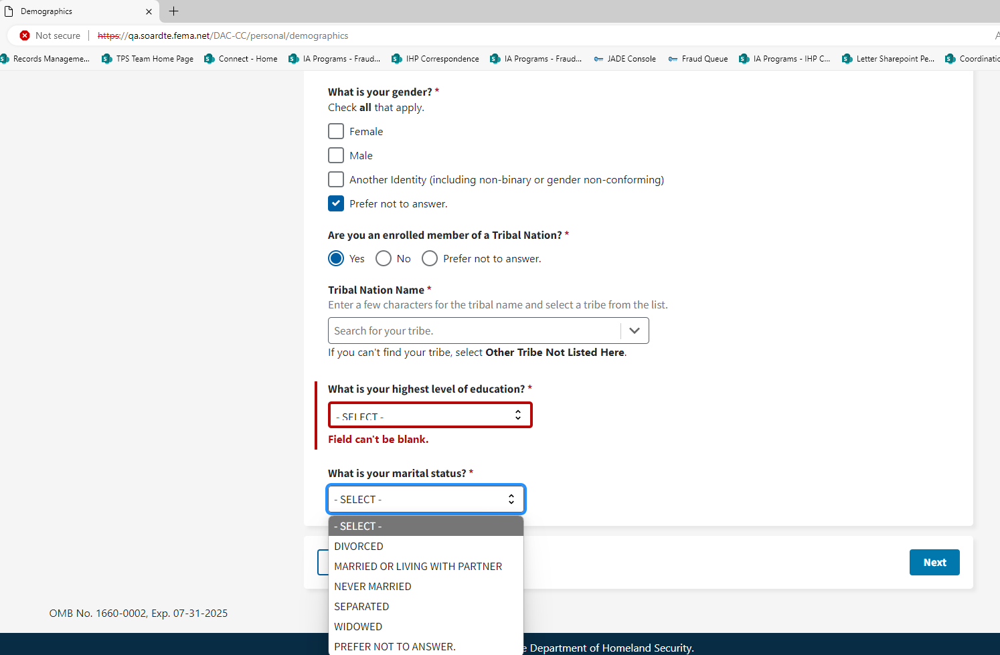 Demographics
Not secure https://qa.soardte.fema.net/DAC-CC/personal/demographics
Records Manageme... TPS Team Home Page Connect - Home IA Programs - Fraud... IHP Correspondence IA Programs - Fraud... JADE Console Fraud Queue IA Programs - IHP C... Letter Sharepoint Pe... Coordinatio
What is your gender? *
Check all that apply.
Female
Male
Another Identity (including non-binary or gender non-conforming)
Prefer not to answer.
Are you an enrolled member of a Tribal Nation? *
Yes No Prefer not to answer.
Tribal Nation Name *
Enter a few characters for the tribal name and select a tribe from the list.
Search for your tribe.
If you can't find your tribe, select Other Tribe Not Listed Here.
What is your highest level of education? *
- SELECT -
Field can't be blank.
What is your marital status? *
- SELECT -
- SELECT -
DIVORCED
MARRIED OR LIVING WITH PARTNER
Next
NEVER MARRIED
SEPARATED
OMB No. 1660-0002, Exp. 07-31-2025
WIDOWED
PREFER NOT TO ANSWER.
e Department of Homeland Security.